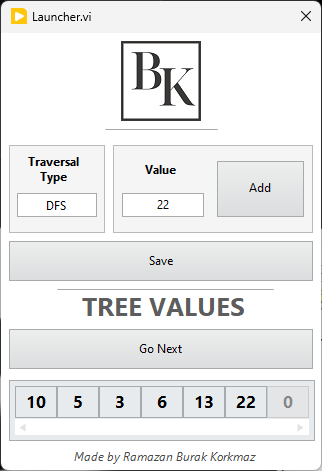 Launcher.vi
BK
Traversal
Type
DFS
Value
22
Add
Save
TREE VALUES
Go Next
10 5 3 6 13 22 0
Made by Ramazan Burak Korkmaz